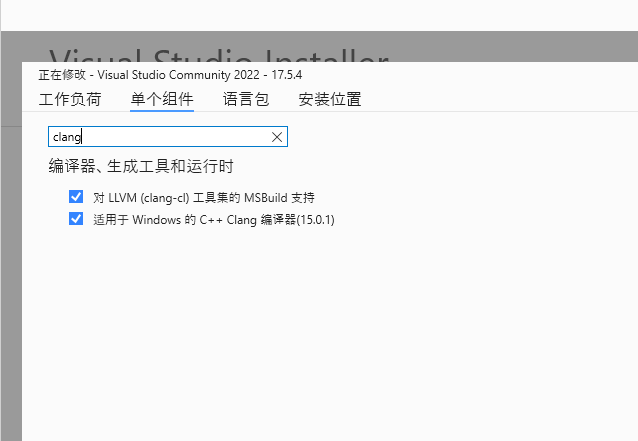 Visual Studio Installer
正在修改 - Visual Studio Community 2022 - 17.5.4
工作负荷 单个组件 语言包 安装位置
clang
编译器、生成工具和运行时
对 LLVM (clang-cl) 工具集的 MSBuild 支持
适用于 Windows 的 C++ Clang 编译器(15.0.1)